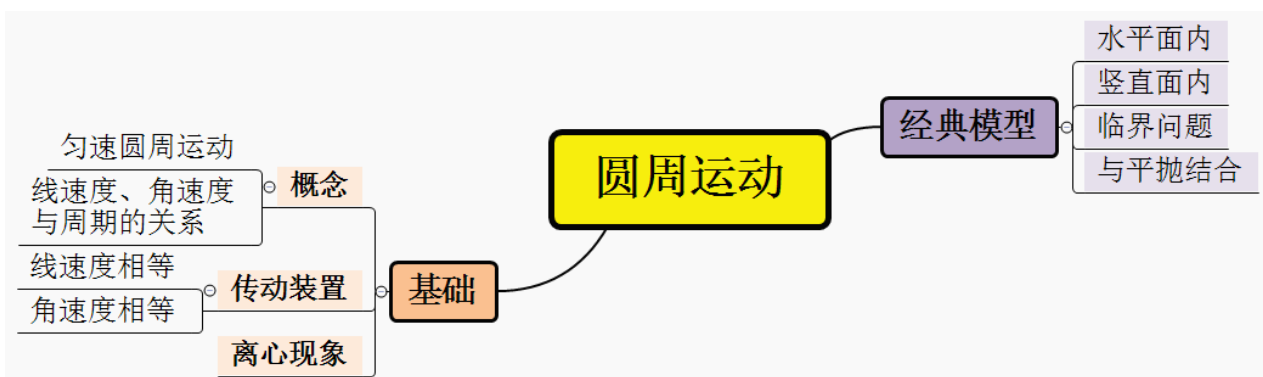 圆周运动
经典模型
水平面内
竖直面内
临界问题
与平抛结合
基础
概念
匀速圆周运动
线速度、角速度
与周期的关系
传动装置
线速度相等
角速度相等
离心现象